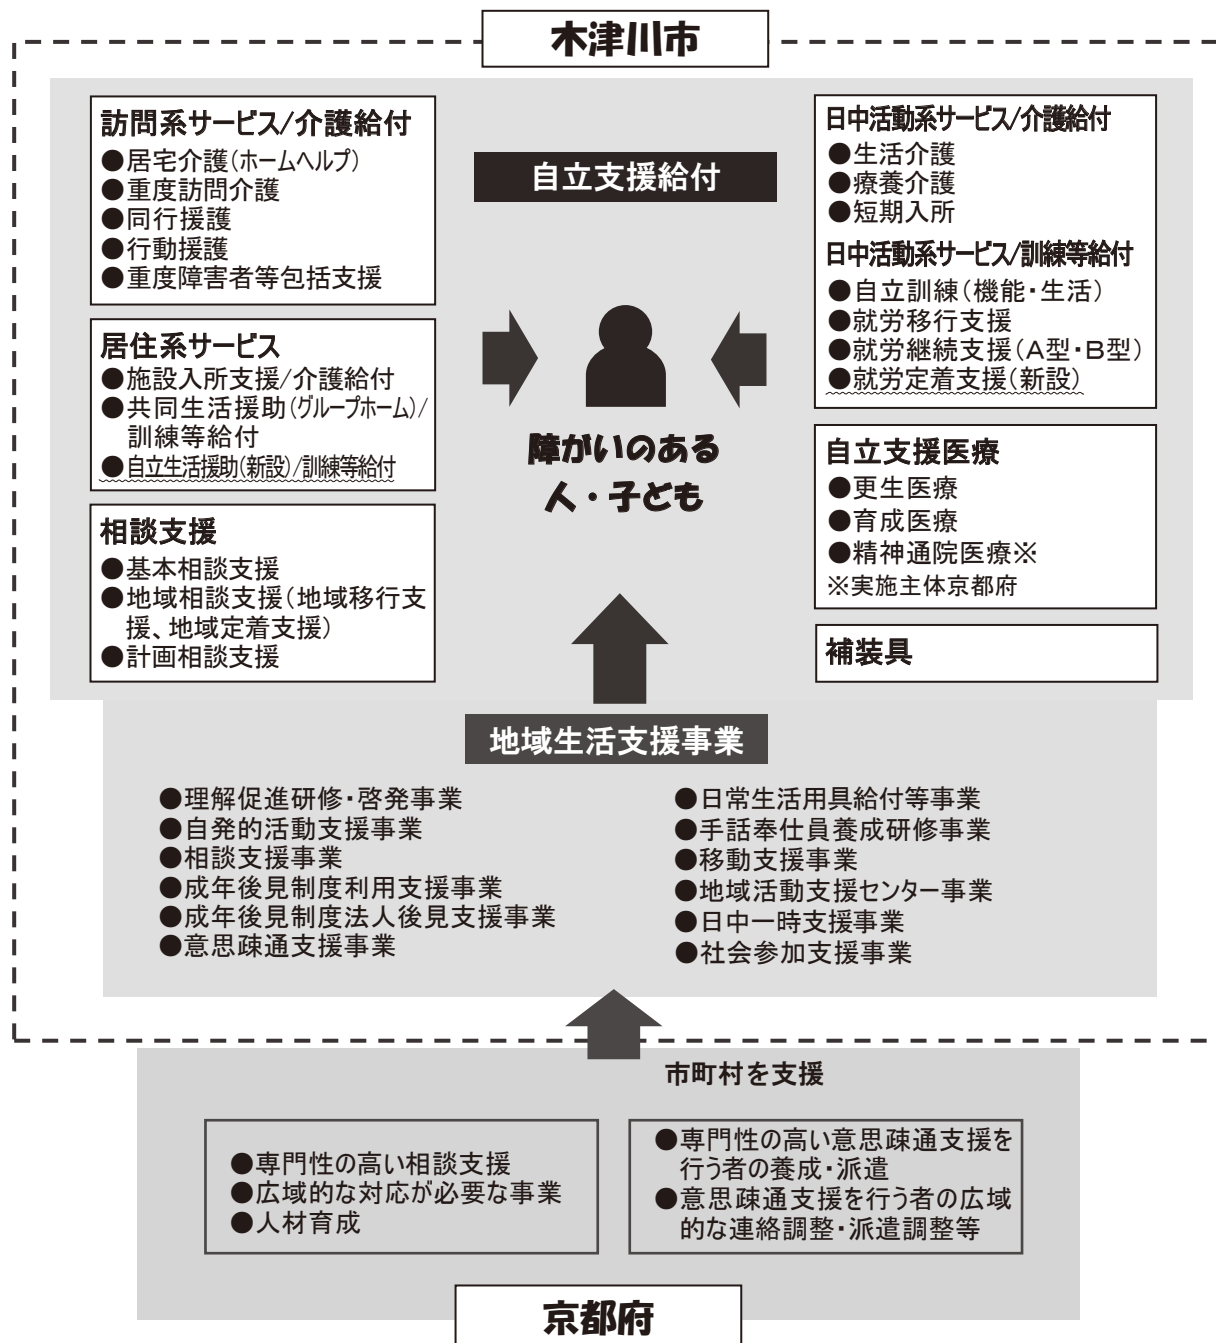 木津川市
訪問系サービス/介護給付
●居宅介護(ホームヘルプ)
●重度訪問介護
●同行援護
●行動援護
●重度障害者等包括支援
居住系サービス
●施設入所支援/介護給付
●共同生活援助(グループホーム)/
訓練等給付
●自立生活援助(新設)/訓練等給付
相談支援
●基本相談支援
●地域相談支援(地域移行支
援、地域定着支援)
●計画相談支援
自立支援給付
障がいのある
人・子ども
日中活動系サービス/介護給付
●生活介護
●療養介護
●短期入所
日中活動系サービス/訓練等給付
●自立訓練(機能・生活)
●就労移行支援
●就労継続支援(A型・B型)
●就労定着支援(新設)
自立支援医療
●更生医療
●育成医療
●精神通院医療※
※実施主体京都府
補装具
地域生活支援事業
●理解促進研修・啓発事業
●自発的活動支援事業
●相談支援事業
●成年後見制度利用支援事業
●成年後見制度法人後見支援事業
●意思疎通支援事業
●日常生活用具給付等事業
●手話奉仕員養成研修事業
●移動支援事業
●地域活動支援センター事業
●日中一時支援事業
●社会参加支援事業
市町村を支援
●専門性の高い相談支援
●広域的な対応が必要な事業
●人材育成
●専門性の高い意思疎通支援を
行う者の養成・派遣
●意思疎通支援を行う者の広域
的な連絡調整・派遣調整等
京都府